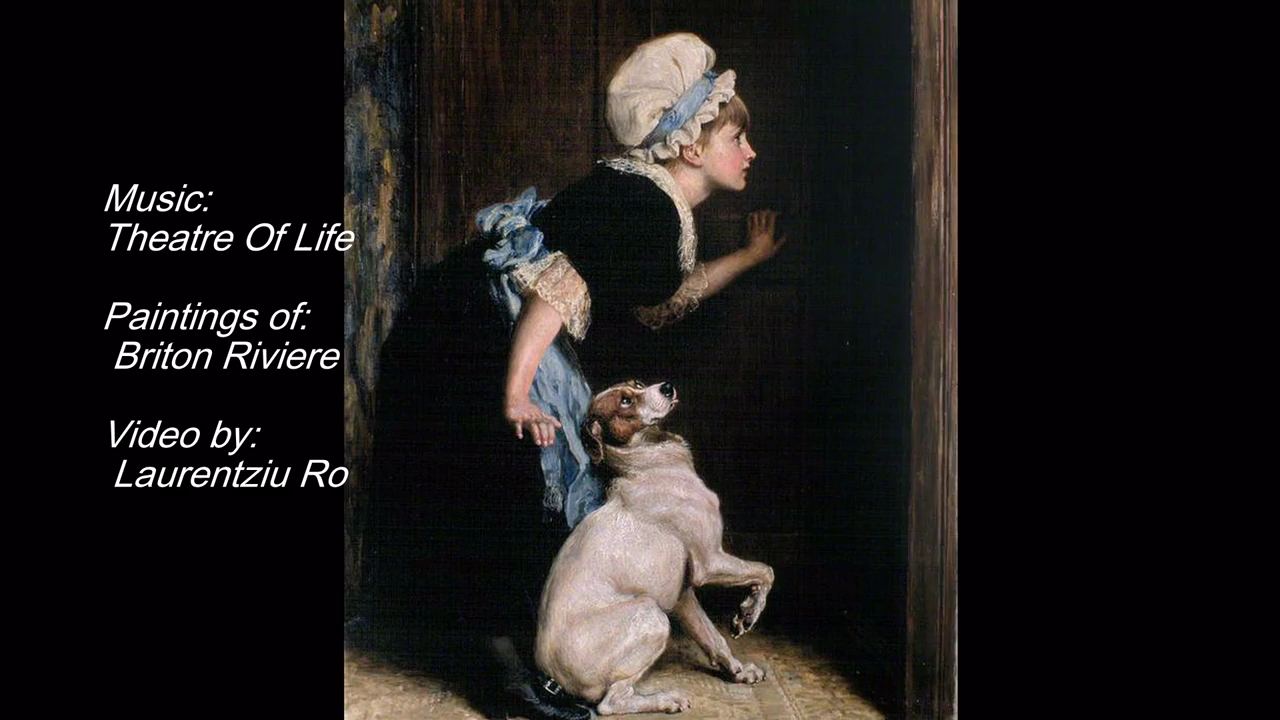 Music:
Theatre Of Life
Paintings of:
Briton Riviere
Video by:
Laurentziu Ro